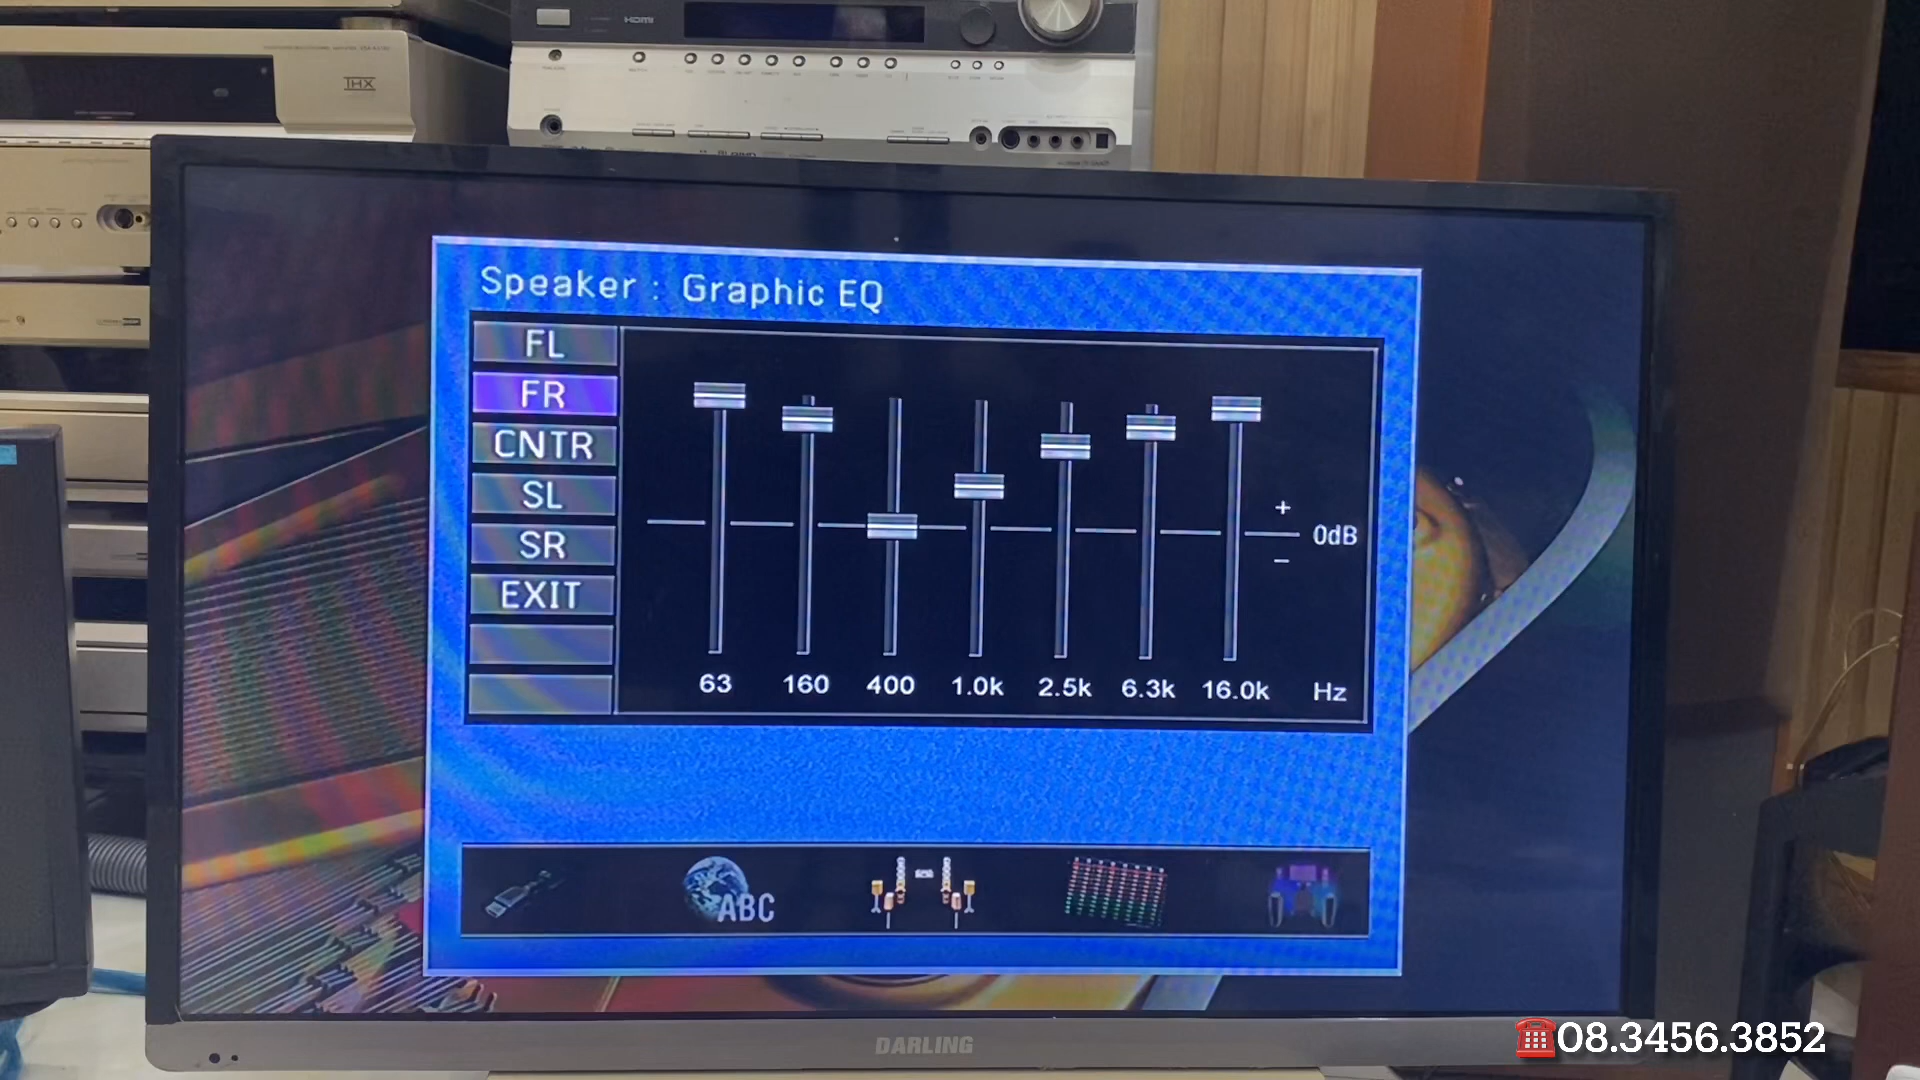 HDMI
THX
Speaker : Graphic EQ
FL
FR
CNTR
SL
SR
EXIT
+
0dB
−
63 160 400 1.0k 2.5k 6.3k 16.0k Hz
ABC
DARLING
☎08.3456.3852